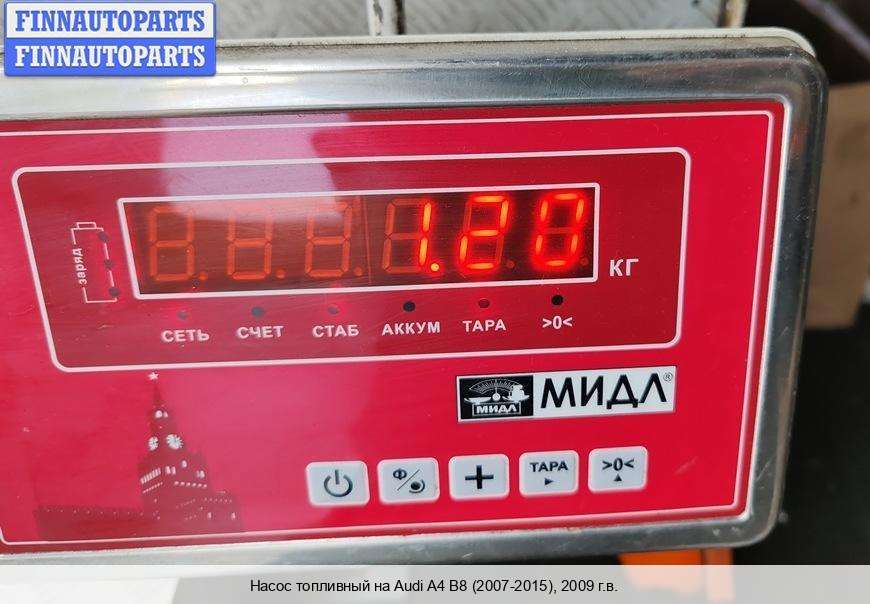 FINNAUTOPARTS
FINNAUTOPARTS
1.20
КГ
заряд
СЕТЬ СЧЕТ СТАБ АККУМ ТАРА >0<
МИДЛ МИДЛ®
Ф ТАРА >0<
Насос топливный на Audi A4 B8 (2007-2015), 2009 г.в.